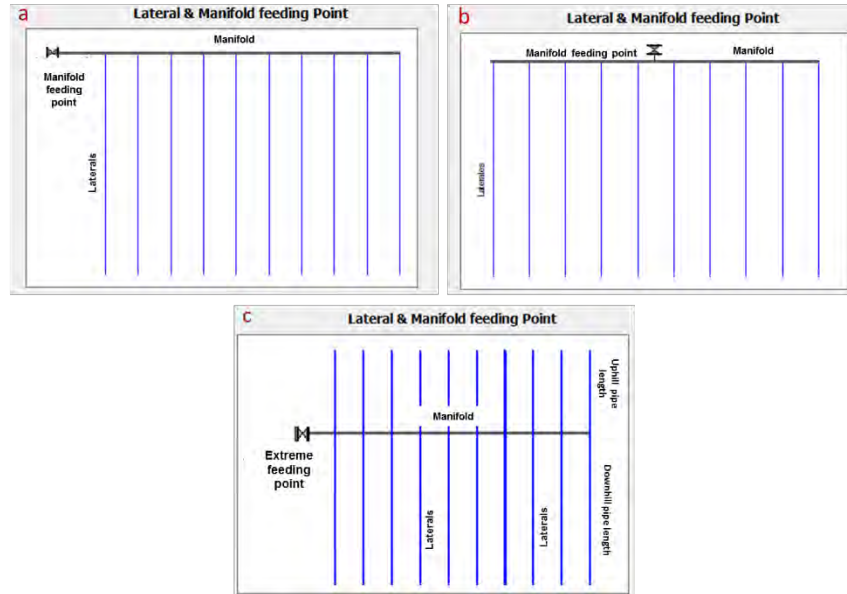 a
Lateral & Manifold feeding Point
Manifold
Manifold
feeding
point
Laterals
b
Lateral & Manifold feeding Point
Manifold feeding point
Manifold
Laterales
c
Lateral & Manifold feeding Point
Uphill pipe
length
Manifold
Extreme
feeding
point
Laterals
Laterals
Downhill pipe length